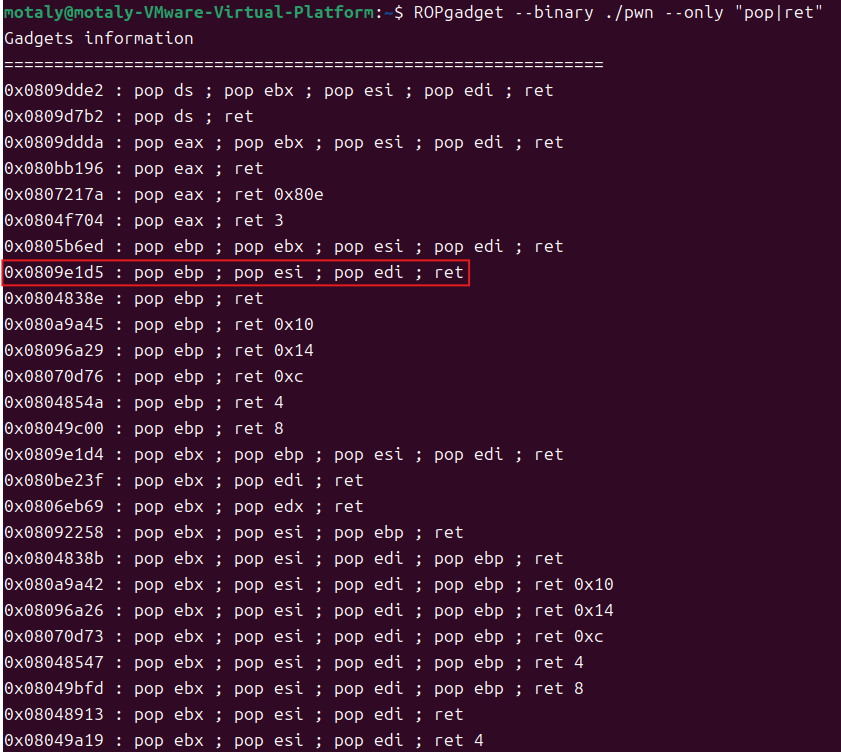 motaly@motaly-VMware-Virtual-Platform:~$ ROPgadget --binary ./pwn --only "pop|ret"
Gadgets information
============================================================
0x0809dde2 : pop ds ; pop ebx ; pop esi ; pop edi ; ret
0x0809d7b2 : pop ds ; ret
0x0809ddda : pop eax ; pop ebx ; pop esi ; pop edi ; ret
0x080bb196 : pop eax ; ret
0x0807217a : pop eax ; ret 0x80e
0x0804f704 : pop eax ; ret 3
0x0805b6ed : pop ebp ; pop ebx ; pop esi ; pop edi ; ret
0x0809e1d5 : pop ebp ; pop esi ; pop edi ; ret
0x0804838e : pop ebp ; ret
0x080a9a45 : pop ebp ; ret 0x10
0x08096a29 : pop ebp ; ret 0x14
0x08070d76 : pop ebp ; ret 0xc
0x0804854a : pop ebp ; ret 4
0x08049c00 : pop ebp ; ret 8
0x0809e1d4 : pop ebx ; pop ebp ; pop esi ; pop edi ; ret
0x080be23f : pop ebx ; pop edi ; ret
0x0806eb69 : pop ebx ; pop edx ; ret
0x08092258 : pop ebx ; pop esi ; pop ebp ; ret
0x0804838b : pop ebx ; pop esi ; pop edi ; pop ebp ; ret
0x080a9a42 : pop ebx ; pop esi ; pop edi ; pop ebp ; ret 0x10
0x08096a26 : pop ebx ; pop esi ; pop edi ; pop ebp ; ret 0x14
0x08070d73 : pop ebx ; pop esi ; pop edi ; pop ebp ; ret 0xc
0x08048547 : pop ebx ; pop esi ; pop edi ; pop ebp ; ret 4
0x08049bfd : pop ebx ; pop esi ; pop edi ; pop ebp ; ret 8
0x08048913 : pop ebx ; pop esi ; pop edi ; ret
0x08049a19 : pop ebx ; pop esi ; pop edi ; ret 4